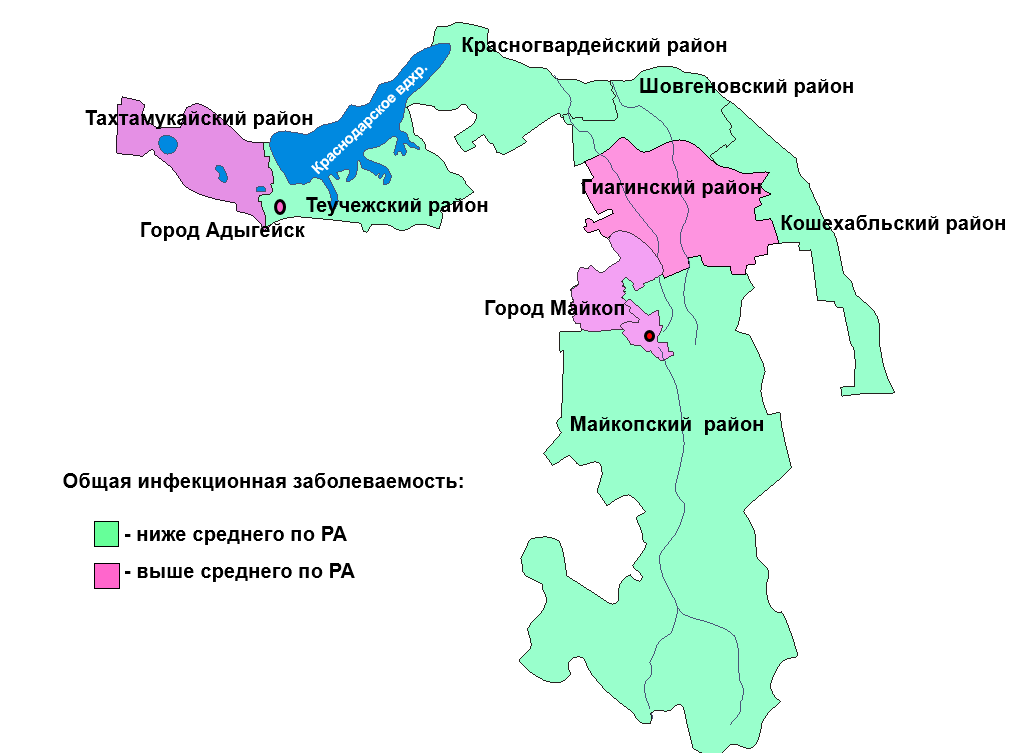 Красногвардейский район
Шовгеновский район
Краснодарское вдхр.
Тахтамукайский район
Гиагинский район
Теучежский район
Кошехабльский район
Город Адыгейск
Город Майкоп
Майкопский район
Общая инфекционная заболеваемость:
- ниже среднего по РА
- выше среднего по РА